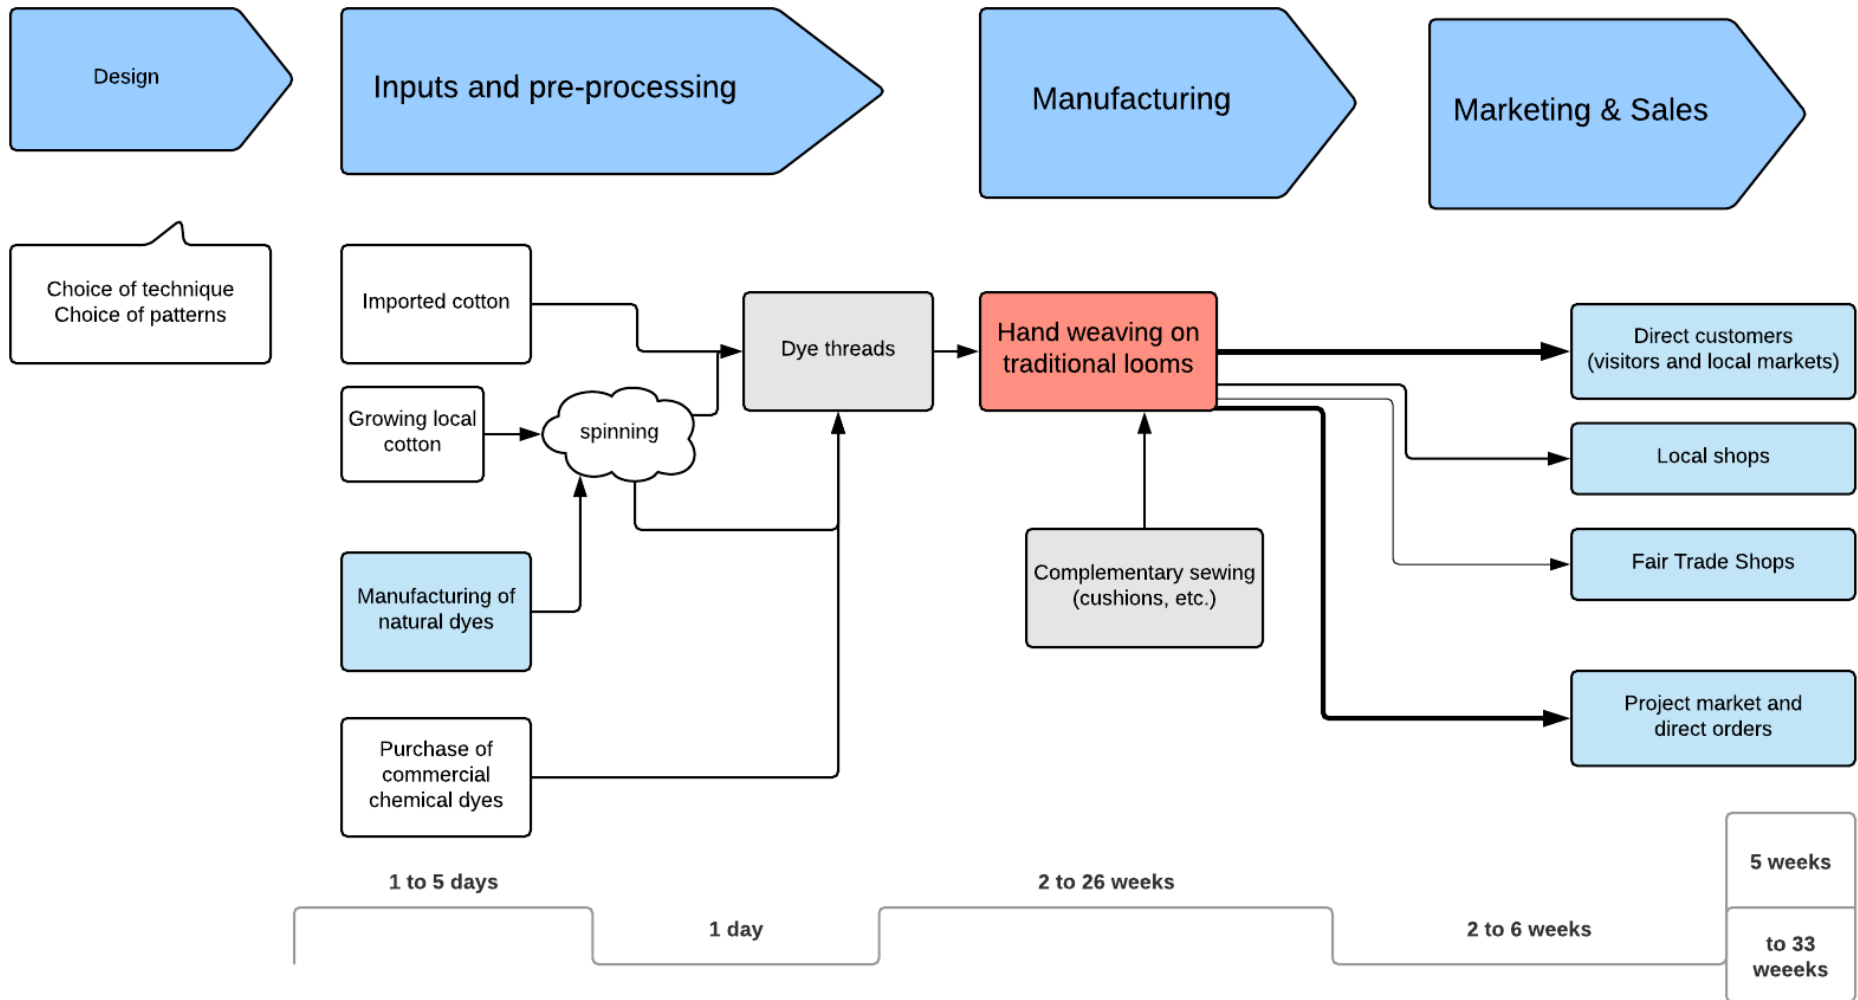 Design
Inputs and pre-processing
Manufacturing
Marketing & Sales
Choice of technique
Choice of patterns
Imported cotton
Growing local
cotton
spinning
Manufacturing of
natural dyes
Purchase of
commercial
chemical dyes
Dye threads
Hand weaving on
traditional looms
Complementary sewing
(cushions, etc.)
Direct customers
(visitors and local markets)
Local shops
Fair Trade Shops
Project market and
direct orders
1 to 5 days
1 day
2 to 26 weeks
2 to 6 weeks
5 weeks
to 33
weeeks